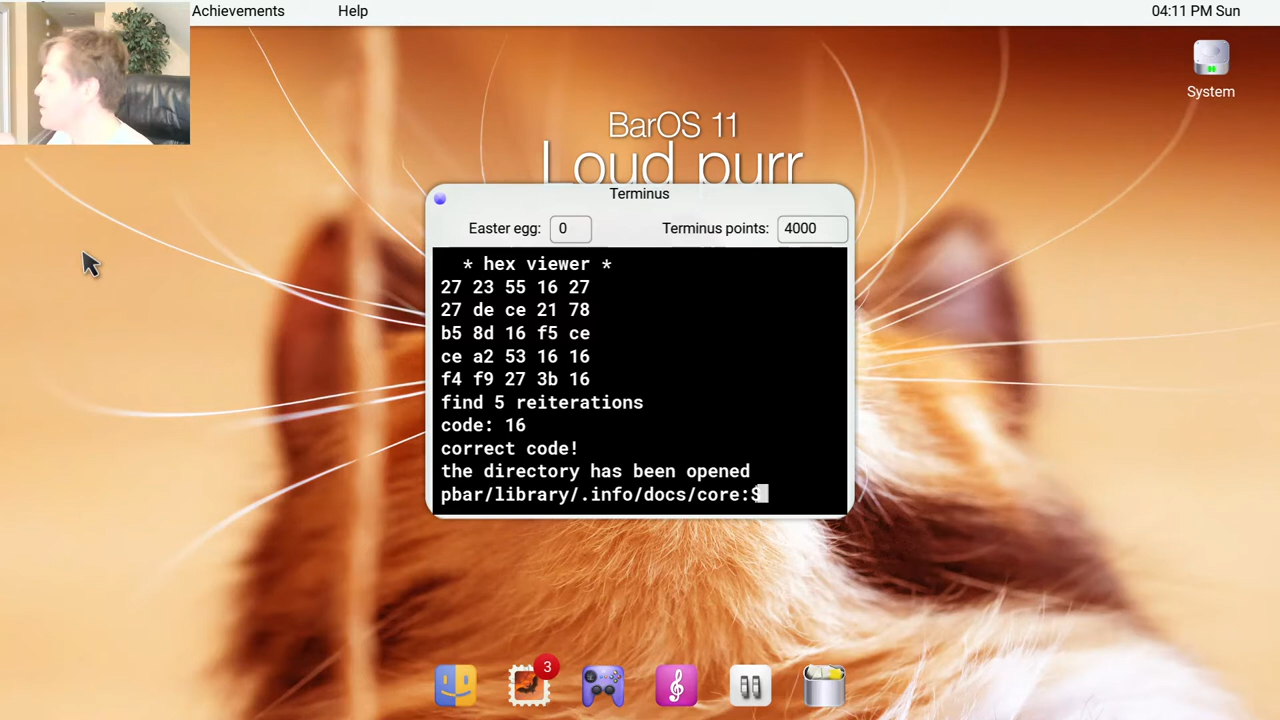 Achievements
Help
04:11 PM Sun
System
BarOS 11
Loud purr
Terminus
Easter egg: 0
Terminus points: 4000
* hex viewer *
27 23 55 16 27
27 de ce 21 78
b5 8d 16 f5 ce
ce a2 53 16 16
f4 f9 27 3b 16
find 5 reiterations
code: 16
correct code!
the directory has been opened
pbar/library/.info/docs/core:$
3